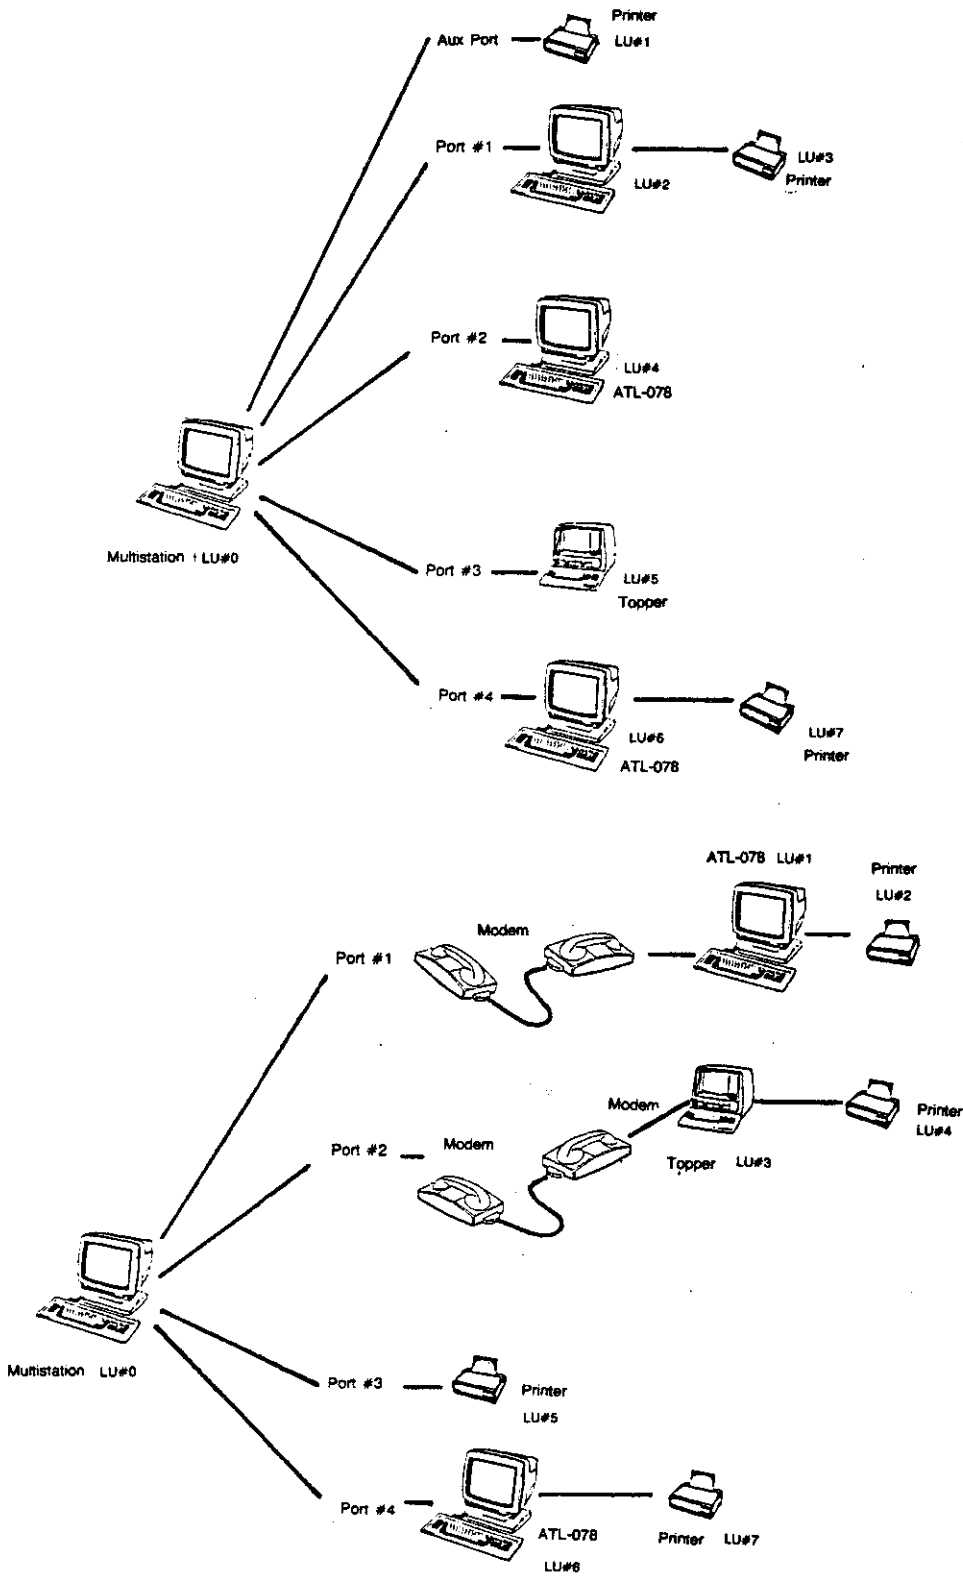 Printer
Aux Port
LU#1
Port #1
LU#3
LU#2
Printer
Port #2
LU#4
ATL-078
Multistation LU#0
Port #3
LU#5
Topper
Port #4
LU#6
LU#7
ATL-078
Printer
ATL-078 LU#1
Printer
LU#2
Modem
Port #1
Modem
Printer
LU#4
Port #2
Modem
Topper LU#3
Multistation LU#0
Port #3
Printer
LU#5
Port #4
ATL-078
LU#6
Printer LU#7